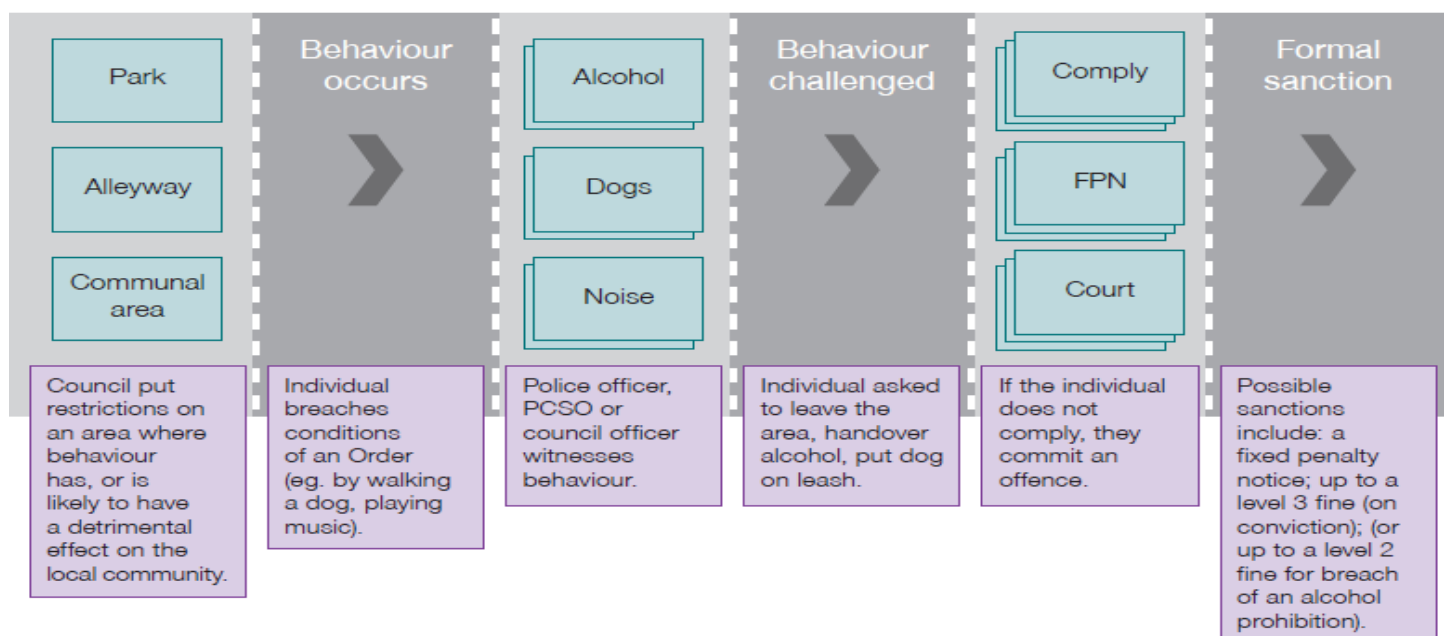 Park
Alleyway
Communal
area
Behaviour
occurs
Alcohol
Dogs
Noise
Behaviour
challenged
Comply
FPN
Court
Formal
sanction
Council put
restrictions on
an area where
behaviour
has, or is
likely to have
a detrimental
effect on the
local community.
Individual
breaches
conditions
of an Order
(eg. by walking
a dog, playing
music).
Police officer,
PCSO or
council officer
witnesses
behaviour.
Individual asked
to leave the
area, handover
alcohol, put dog
on leash.
If the individual
does not
comply, they
commit an
offence.
Possible
sanctions
include: a
fixed penalty
notice; up to a
level 3 fine (on
conviction); (or
up to a level 2
fine for breach
of an alcohol
prohibition).